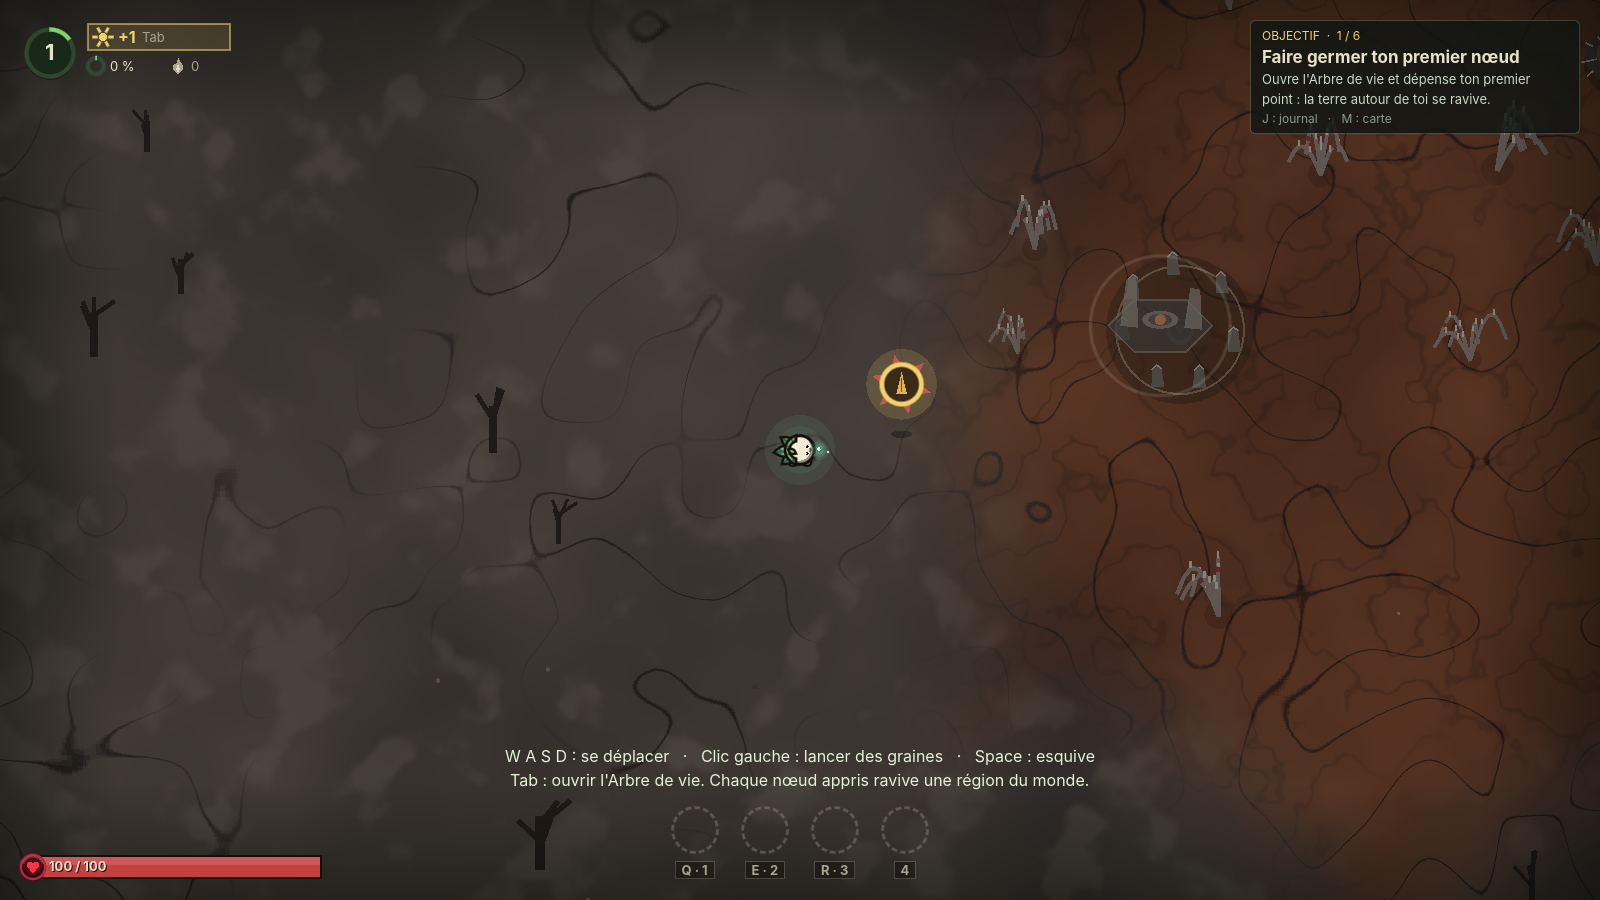 1
+1 Tab
0 %
0
OBJECTIF · 1 / 6
Faire germer ton premier nœud
Ouvre l'Arbre de vie et dépense ton premier
point : la terre autour de toi se ravive.
J : journal · M : carte
W A S D : se déplacer · Clic gauche : lancer des graines · Space : esquive
Tab : ouvrir l'Arbre de vie. Chaque nœud appris ravive une région du monde.
100 / 100
Q · 1
E · 2
R · 3
4